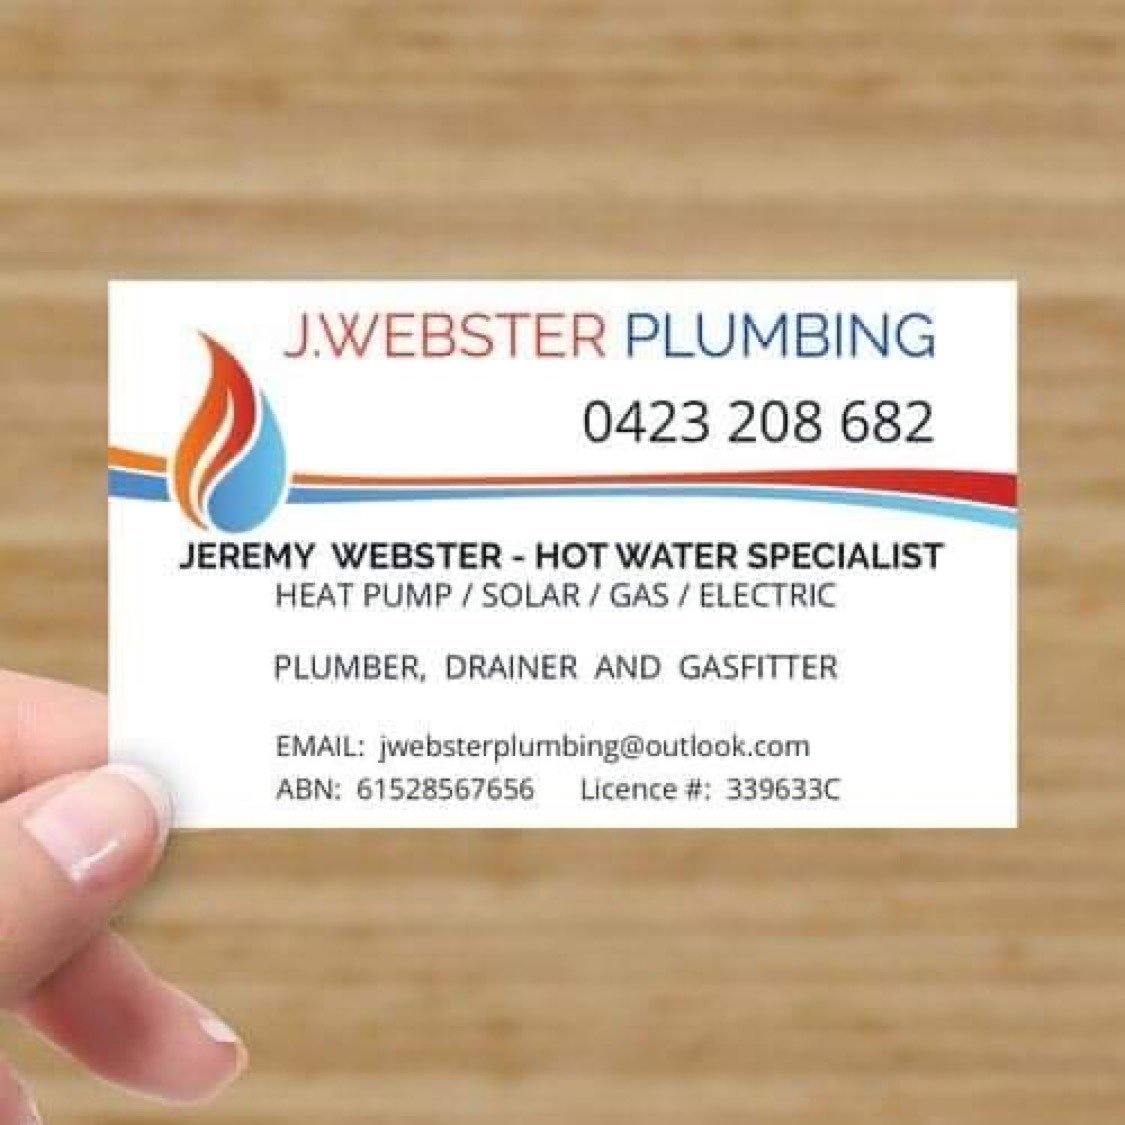 J.WEBSTER PLUMBING
0423 208 682
JEREMY WEBSTER - HOT WATER SPECIALIST
HEAT PUMP / SOLAR / GAS / ELECTRIC
PLUMBER, DRAINER AND GASFITTER
EMAIL: jwebsterplumbing@outlook.com
ABN: 61528567656 Licence #: 339633C